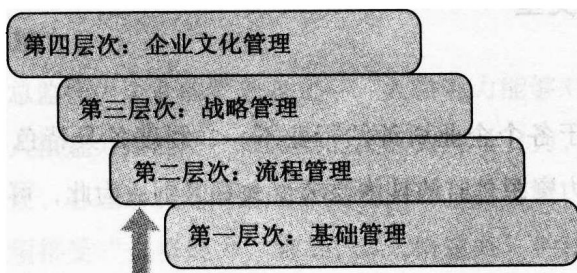 第四层次：企业文化管理
第三层次：战略管理
第二层次：流程管理
第一层次：基础管理